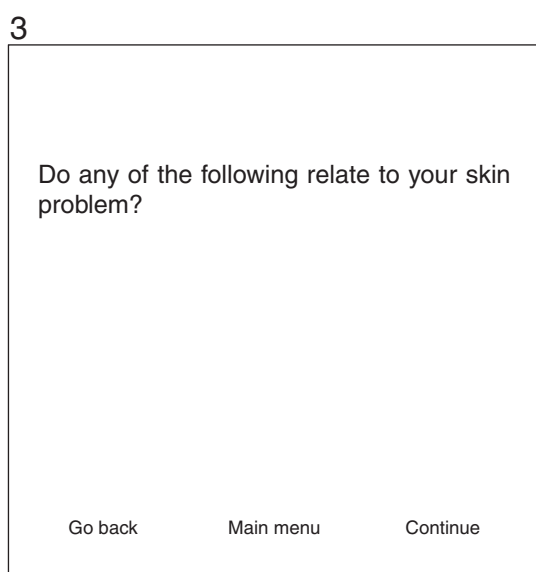 3
Do any of the following relate to your skin
problem?
Go back Main menu Continue